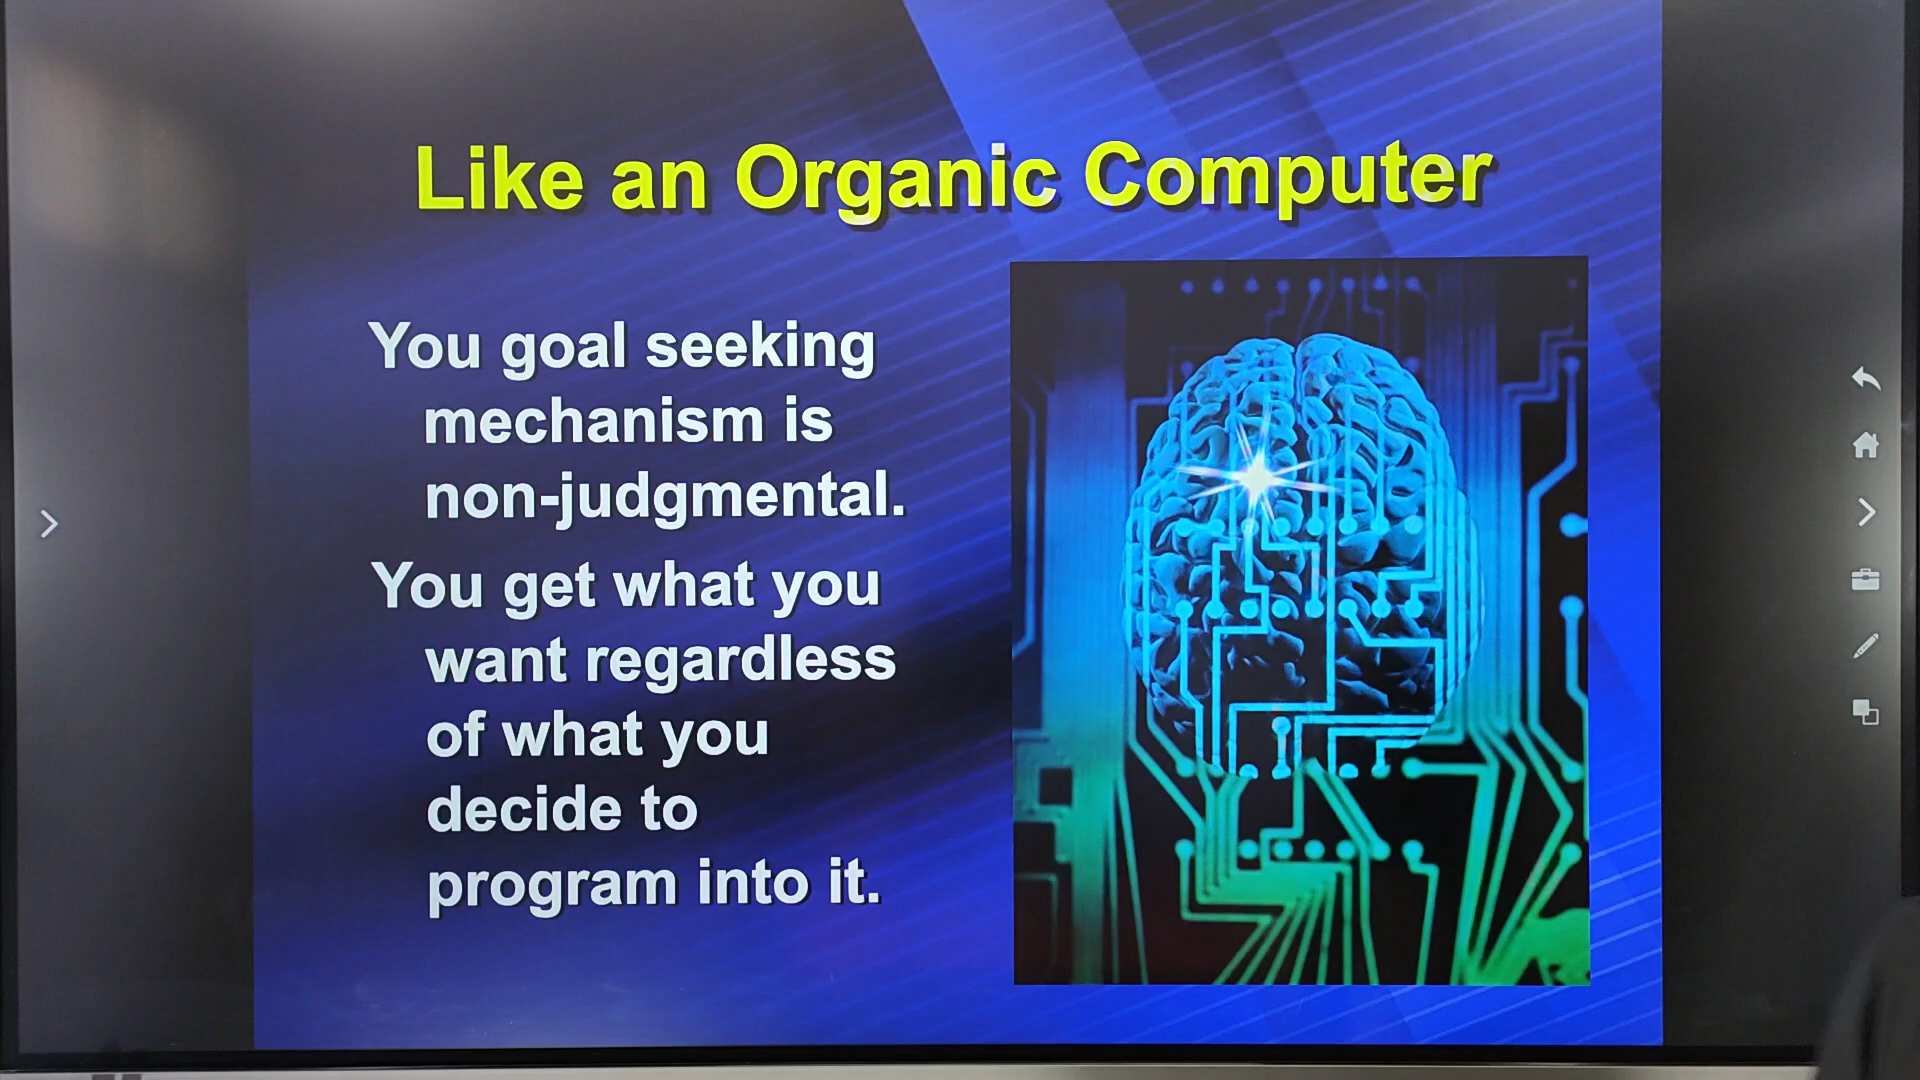 Like an Organic Computer
You goal seeking
mechanism is
non-judgmental.
You get what you
want regardless
of what you
decide to
program into it.